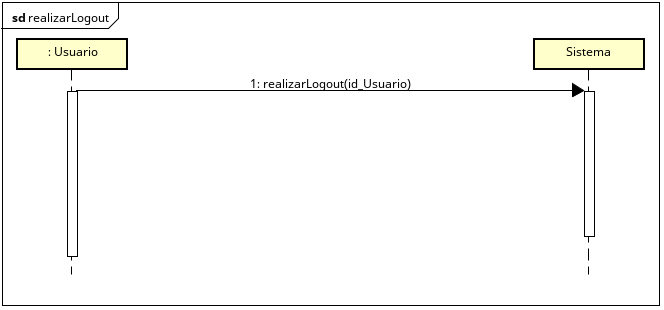 sd realizarLogout
: Usuario
Sistema
1: realizarLogout(id_Usuario)